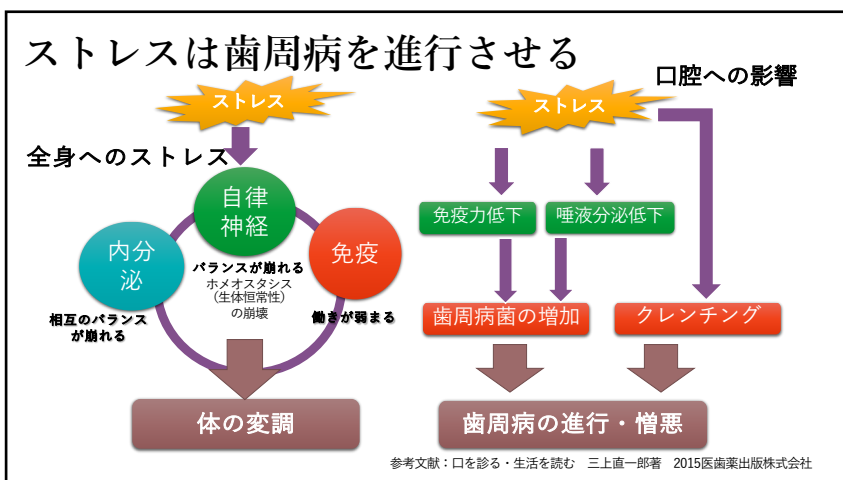 ストレスは歯周病を進行させる
ストレス
全身へのストレス
自律
神経
内分
泌
免疫
バランスが崩れる
ホメオスタシス
（生体恒常性）
の崩壊
相互のバランス
が崩れる
働きが弱まる
体の変調
口腔への影響
ストレス
免疫力低下
唾液分泌低下
歯周病菌の増加
クレンチング
歯周病の進行・憎悪
参考文献：口を診る・生活を読む　三上直一郎著　2015医歯薬出版株式会社